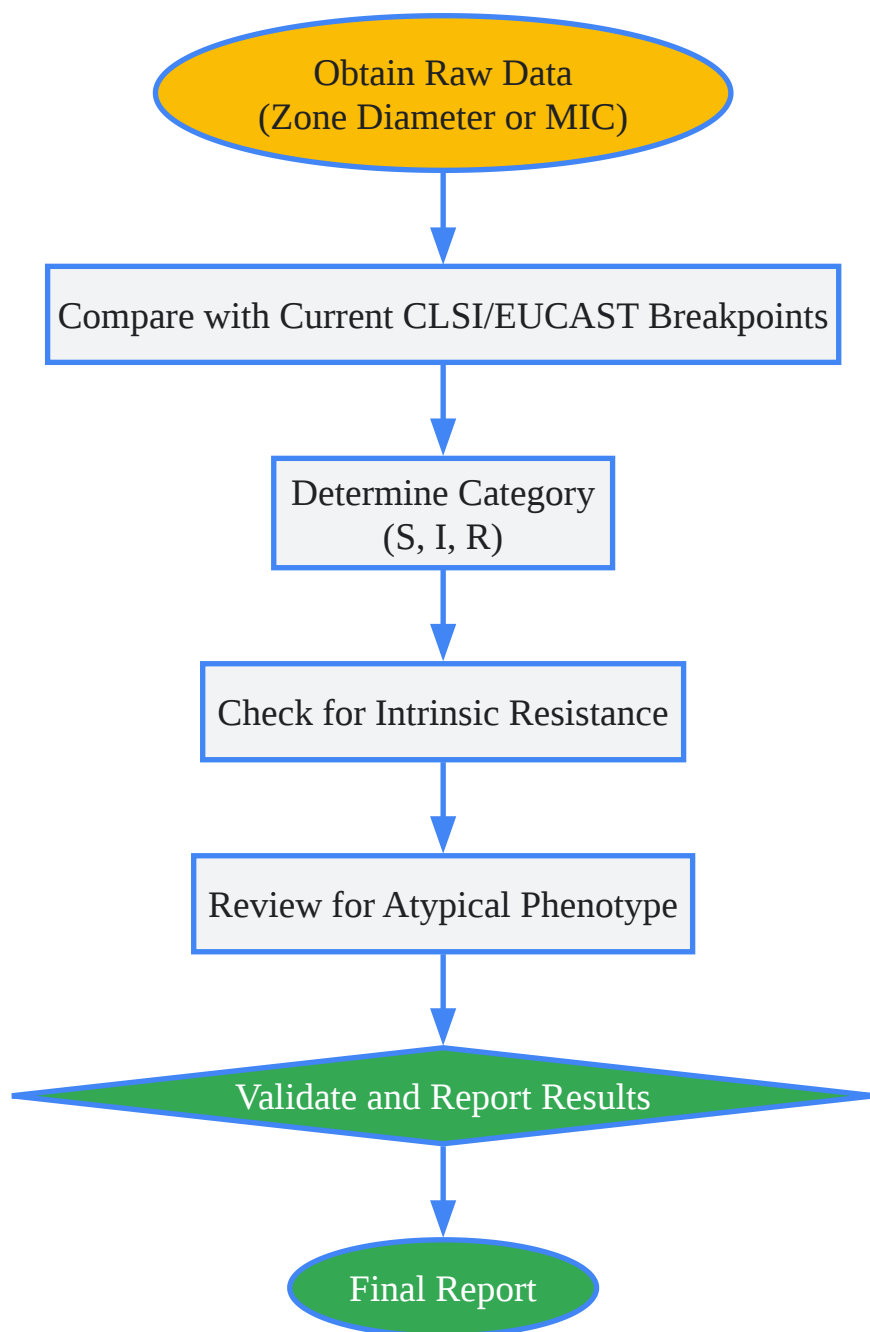 Obtain Raw Data
(Zone Diameter or MIC)
Compare with Current CLSI/EUCAST Breakpoints
Determine Category
(S, I, R)
Check for Intrinsic Resistance
Review for Atypical Phenotype
Validate and Report Results
Final Report